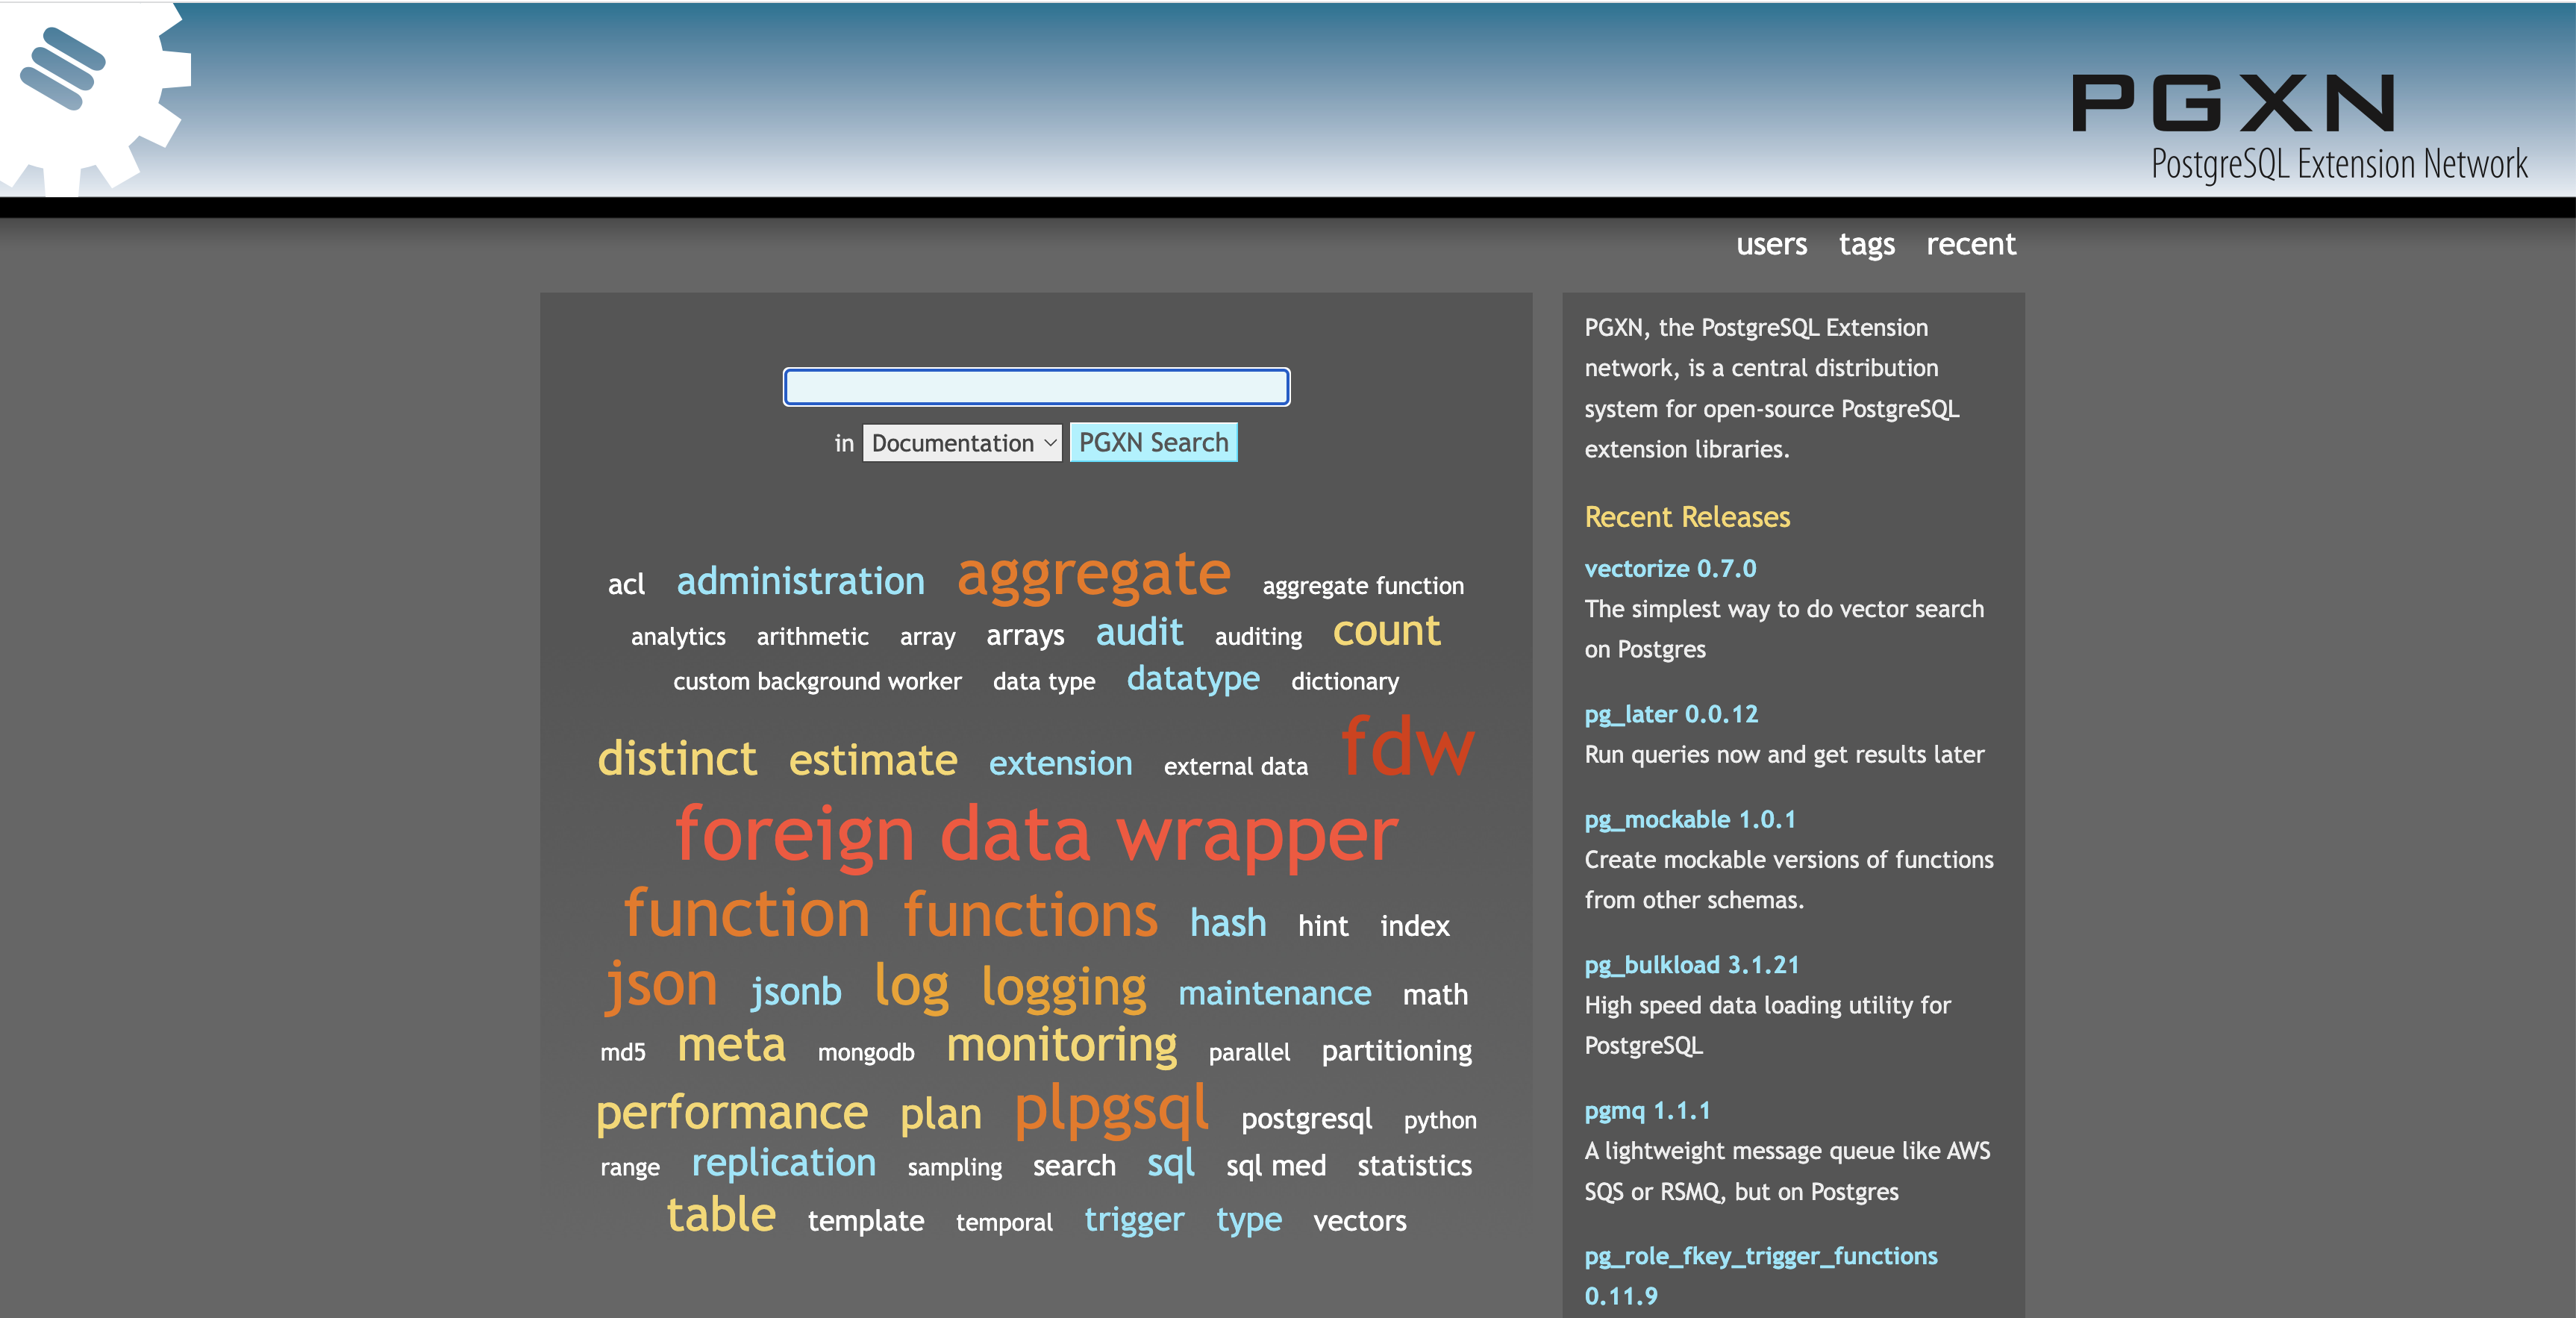 PGXN
PostgreSQL Extension Network
users tags recent
in Documentation PGXN Search
acl administration aggregate aggregate function
analytics arithmetic array arrays audit auditing count
custom background worker data type datatype dictionary
distinct estimate extension external data fdw
foreign data wrapper
function functions hash hint index
json jsonb log logging maintenance math
md5 meta mongodb monitoring parallel partitioning
performance plan plpgsql postgresql python
range replication sampling search sql sql med statistics
table template temporal trigger type vectors
PGXN, the PostgreSQL Extension
network, is a central distribution
system for open-source PostgreSQL
extension libraries.
Recent Releases
vectorize 0.7.0
The simplest way to do vector search
on Postgres
pg_later 0.0.12
Run queries now and get results later
pg_mockable 1.0.1
Create mockable versions of functions
from other schemas.
pg_bulkload 3.1.21
High speed data loading utility for
PostgreSQL
pgmq 1.1.1
A lightweight message queue like AWS
SQS or RSMQ, but on Postgres
pg_role_fkey_trigger_functions
0.11.9